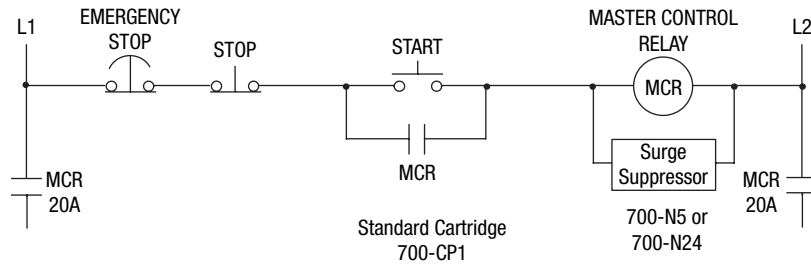 L1
EMERGENCY
STOP
STOP
START
MASTER CONTROL
RELAY
L2
MCR
MCR
Surge
Suppressor
MCR
20A
MCR
20A
Standard Cartridge
700-CP1
700-N5 or
700-N24